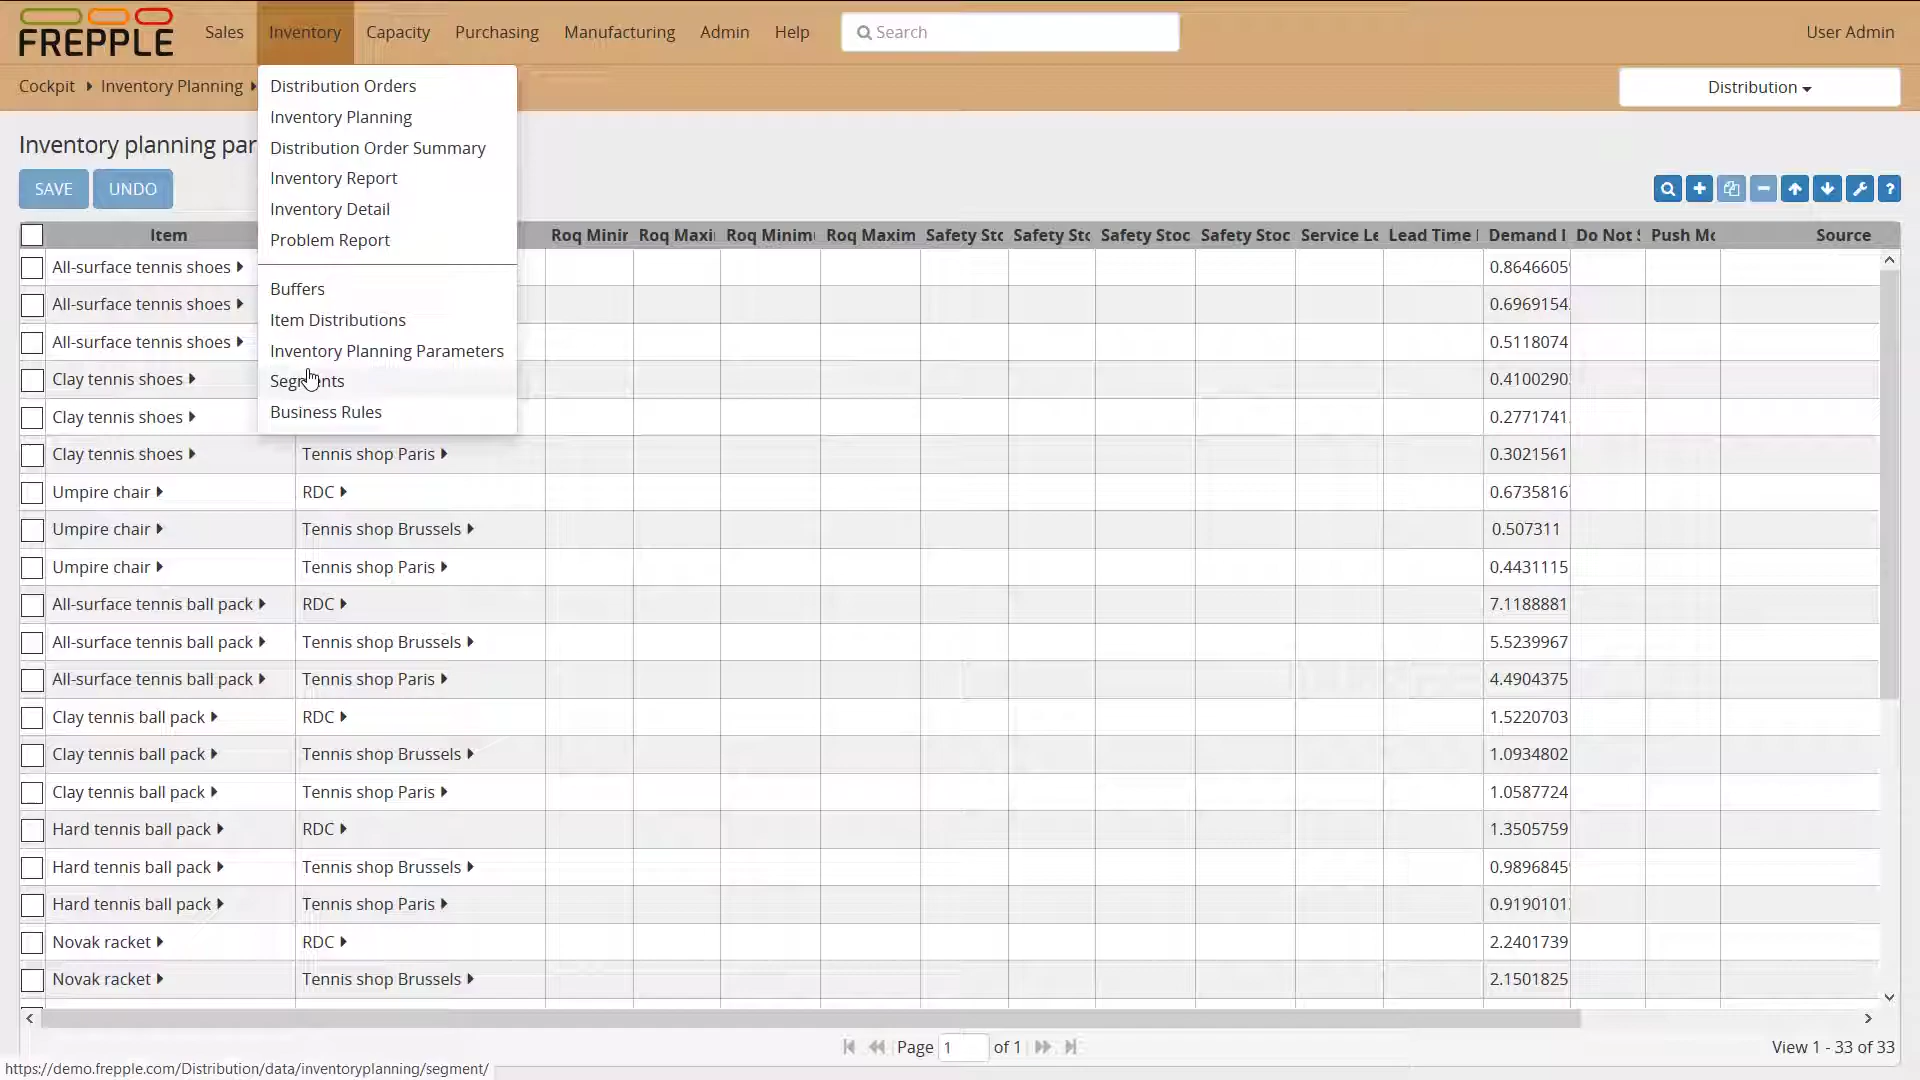 FREPPLE
Sales Inventory Capacity Purchasing Manufacturing Admin Help Search User Admin
Cockpit Inventory Planning Distribution
Distribution Orders
Inventory Planning
Distribution Order Summary
Inventory Report
Inventory Detail
Problem Report
Buffers
Item Distributions
Inventory Planning Parameters
Segments
Business Rules
Inventory planning par
SAVE UNDO
Item Roq Minir Roq Maxi Roq Minim Roq Maxim Safety Stc Safety Stc Safety Stoc Safety Stoc Service Le Lead Time Demand Do Not Push Mc Source
All-surface tennis shoes 0.8646605
All-surface tennis shoes 0.6969154
All-surface tennis shoes 0.5118074
Clay tennis shoes 0.4100290
Clay tennis shoes 0.2771741
Clay tennis shoes Tennis shop Paris 0.3021561
Umpire chair RDC 0.6735816
Umpire chair Tennis shop Brussels 0.507311
Umpire chair Tennis shop Paris 0.4431115
All-surface tennis ball pack RDC 7.1188881
All-surface tennis ball pack Tennis shop Brussels 5.5239967
All-surface tennis ball pack Tennis shop Paris 4.4904375
Clay tennis ball pack RDC 1.5220703
Clay tennis ball pack Tennis shop Brussels 1.0934802
Clay tennis ball pack Tennis shop Paris 1.0587724
Hard tennis ball pack RDC 1.3505759
Hard tennis ball pack Tennis shop Brussels 0.9896845
Hard tennis ball pack Tennis shop Paris 0.9190101
Novak racket RDC 2.2401739
Novak racket Tennis shop Brussels 2.1501825
Page 1 of 1 View 1 - 33 of 33
https://demo.frepple.com/Distribution/data/inventoryplanning/segment/